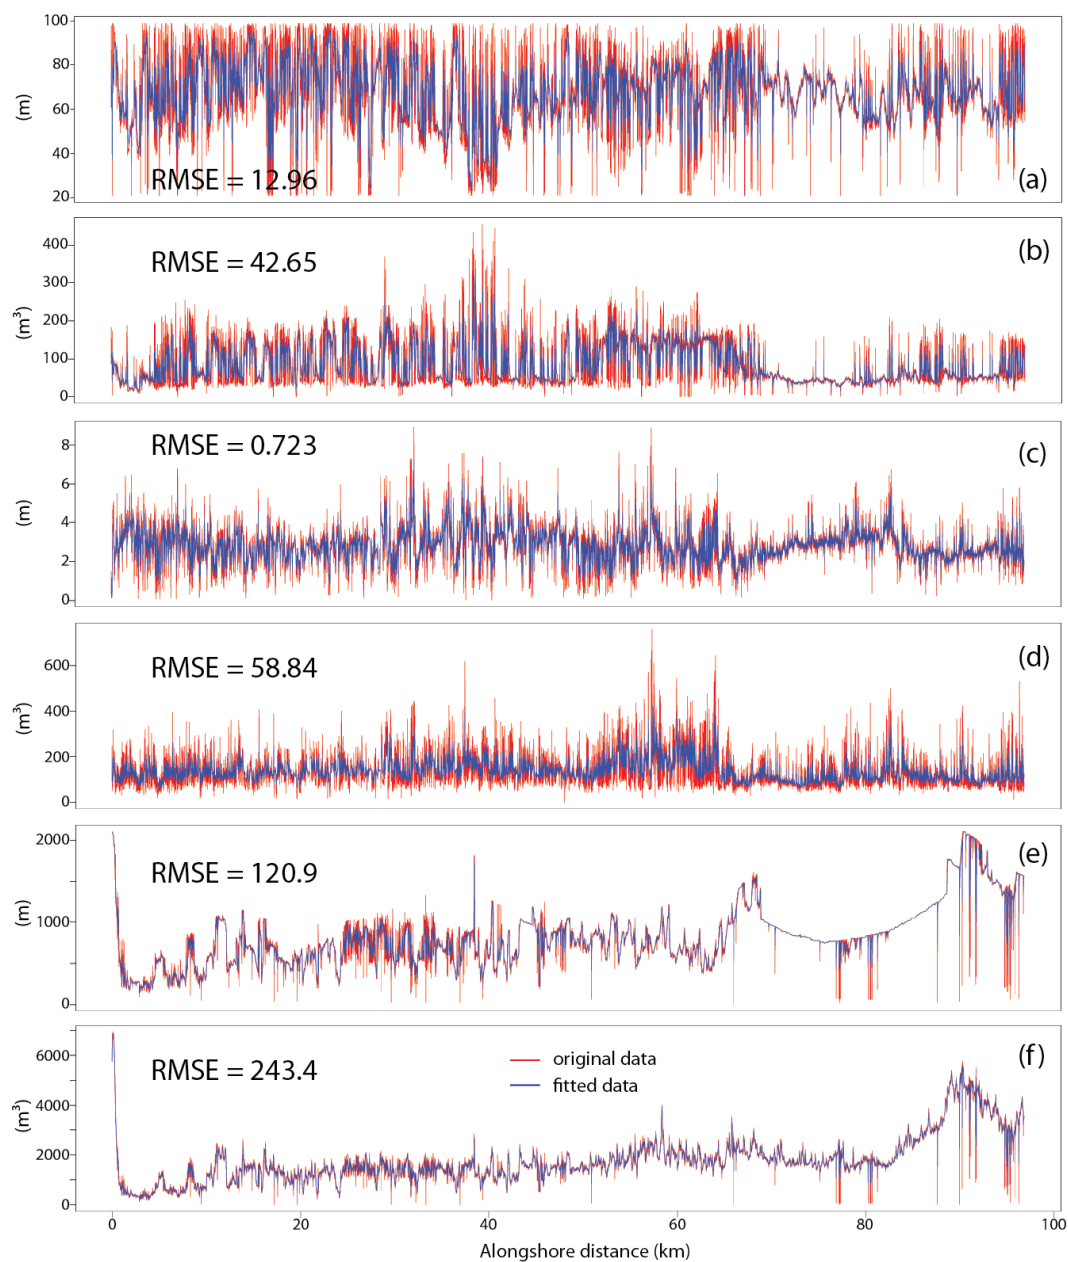 100
80
60
40
20
(m)
RMSE = 12.96
(a)
400
300
200
100
0
(m³)
RMSE = 42.65
(b)
8
6
4
2
0
(m)
RMSE = 0.723
(c)
600
400
200
0
(m³)
RMSE = 58.84
(d)
2000
1000
0
(m)
RMSE = 120.9
(e)
6000
4000
2000
0
(m³)
RMSE = 243.4
original data
fitted data
(f)
0 20 40 60 80 100
Alongshore distance (km)